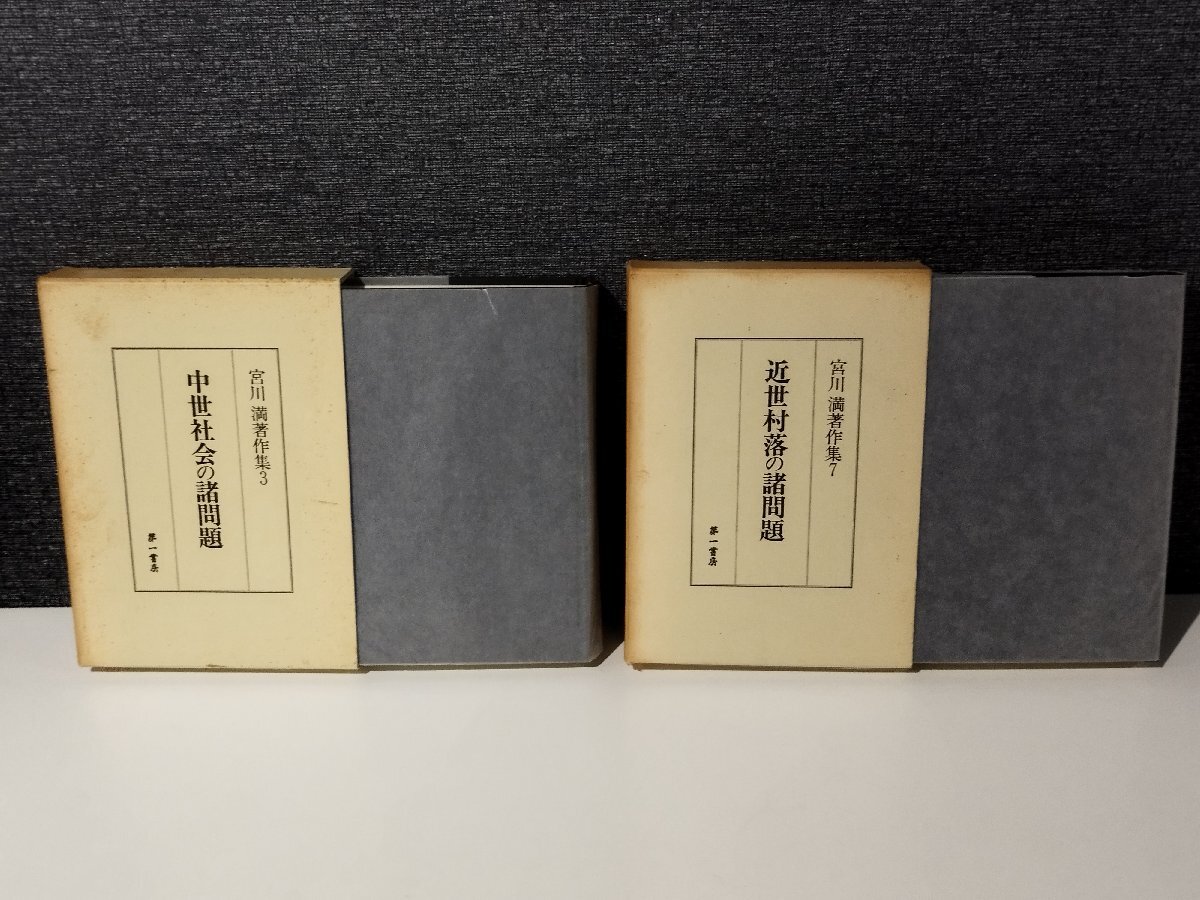 宮川 満著作集3
中世社会の諸問題
第一書房
宮川 満著作集7
近世村落の諸問題
第一書房